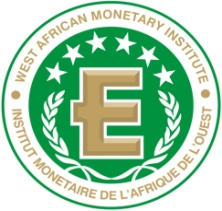 WEST AFRICAN MONETARY INSTITUTE
E
INSTITUT MONETAIRE DE L'AFRIQUE DE L'OUEST